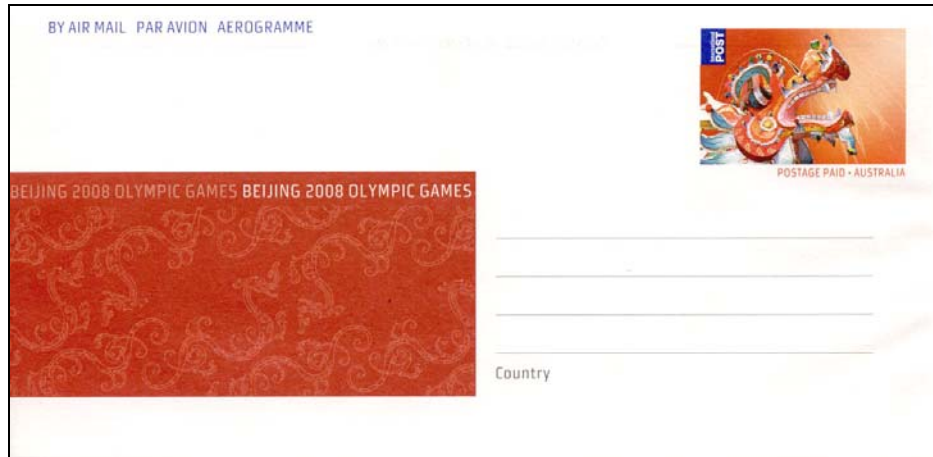 BY AIR MAIL PAR AVION AEROGRAMME
International
POST
POSTAGE PAID • AUSTRALIA
BEIJING 2008 OLYMPIC GAMES BEIJING 2008 OLYMPIC GAMES
Country